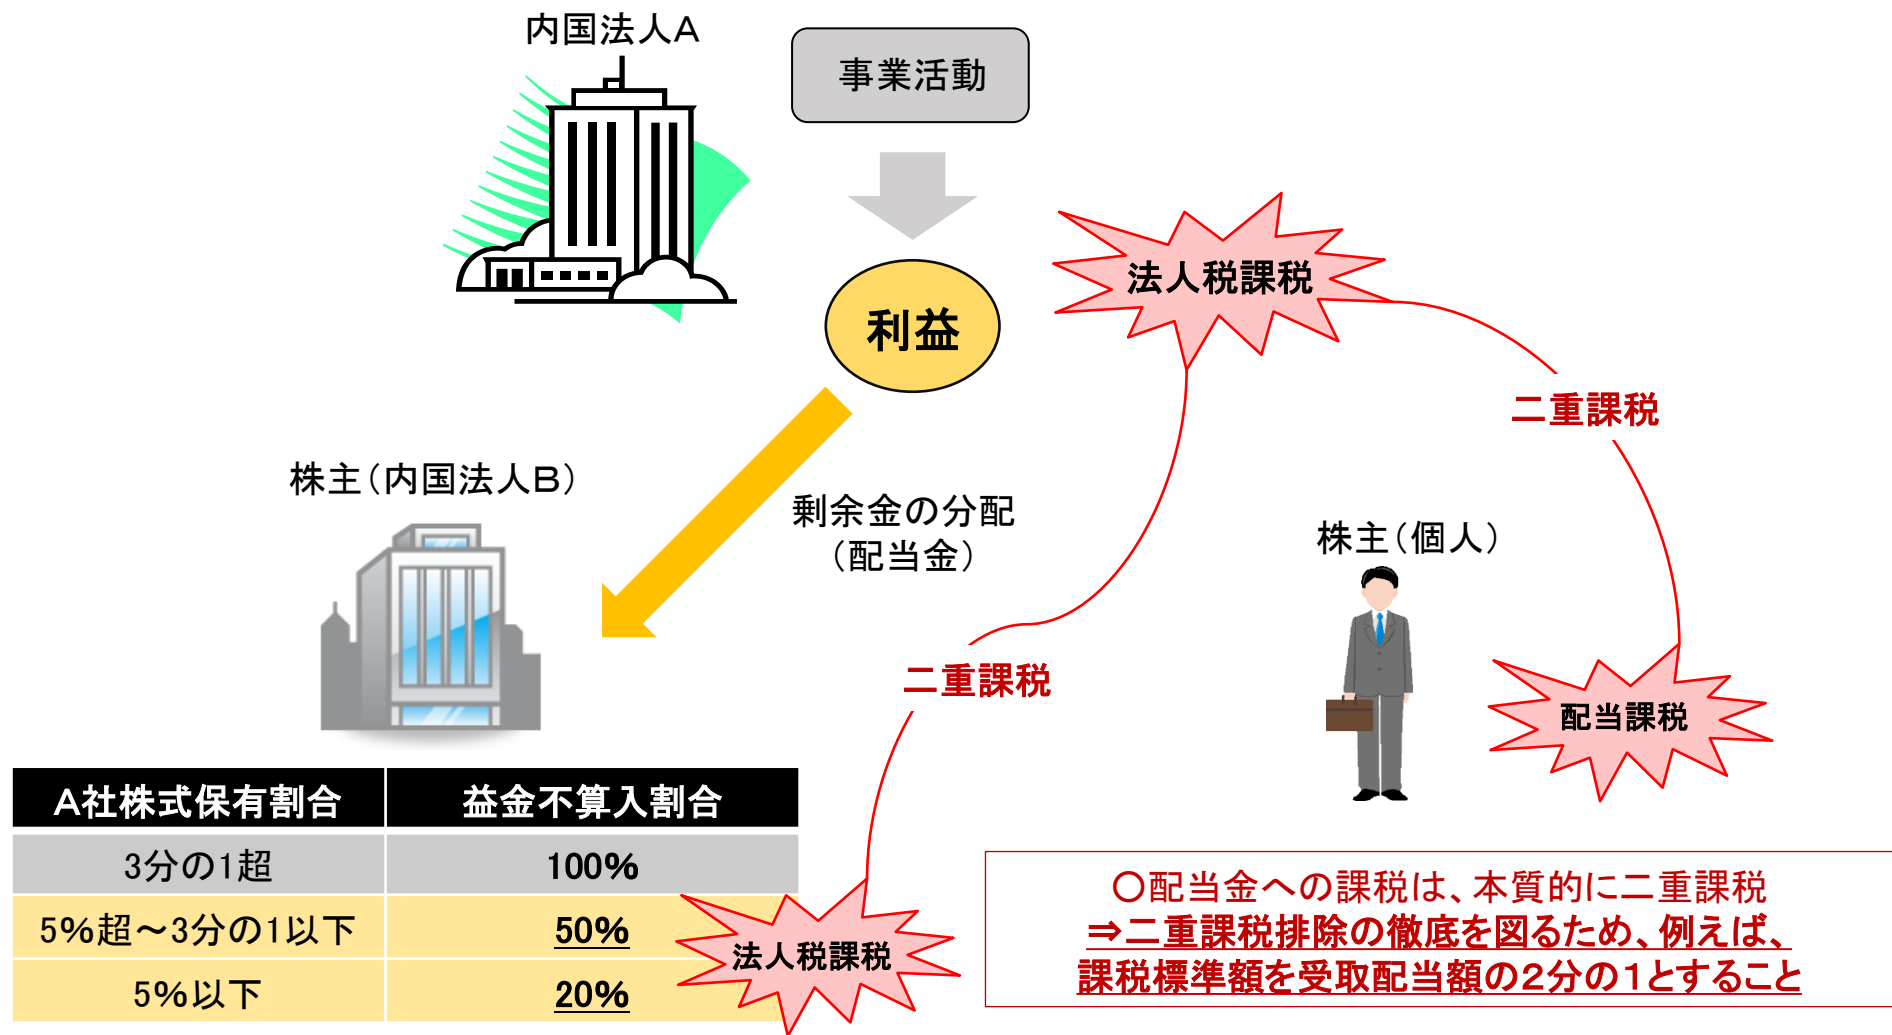 内国法人A
事業活動
利益
法人税課税
二重課税
株主(内国法人B)
剰余金の分配
(配当金)
株主(個人)
二重課税
配当課税
A社株式保有割合 益金不算入割合
3分の1超 100%
5%超～3分の1以下 50%
5%以下 20%
法人税課税
○配当金への課税は、本質的に二重課税
⇒二重課税排除の徹底を図るため、例えば、
課税標準額を受取配当額の2分の1とすること